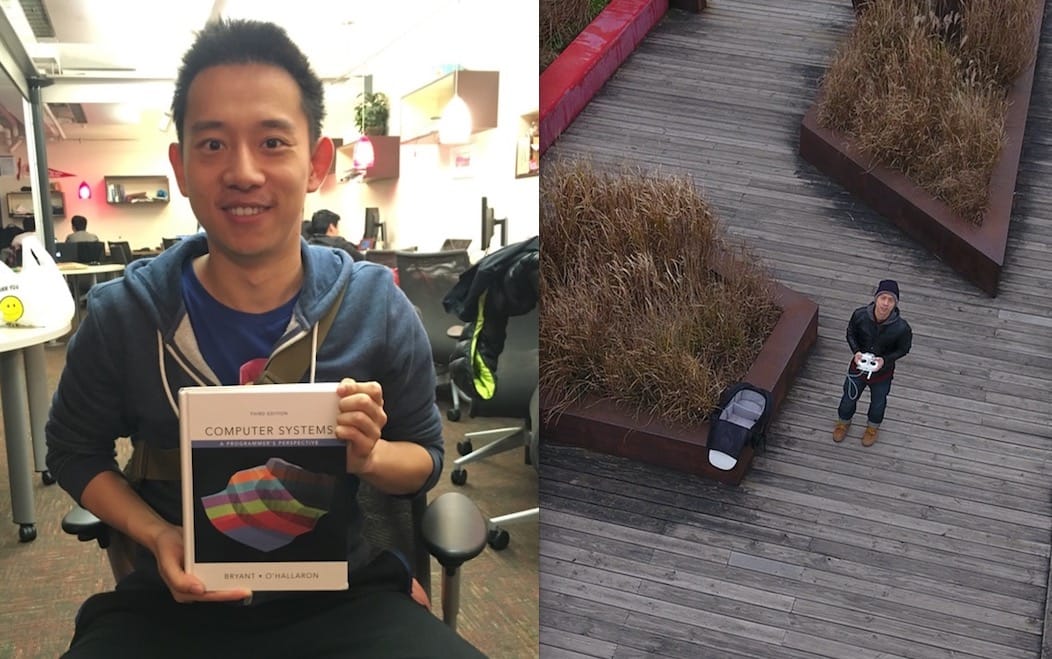 THIRD EDITION
COMPUTER SYSTEMS
A PROGRAMMER'S PERSPECTIVE
BRYANT • O'HALLARON